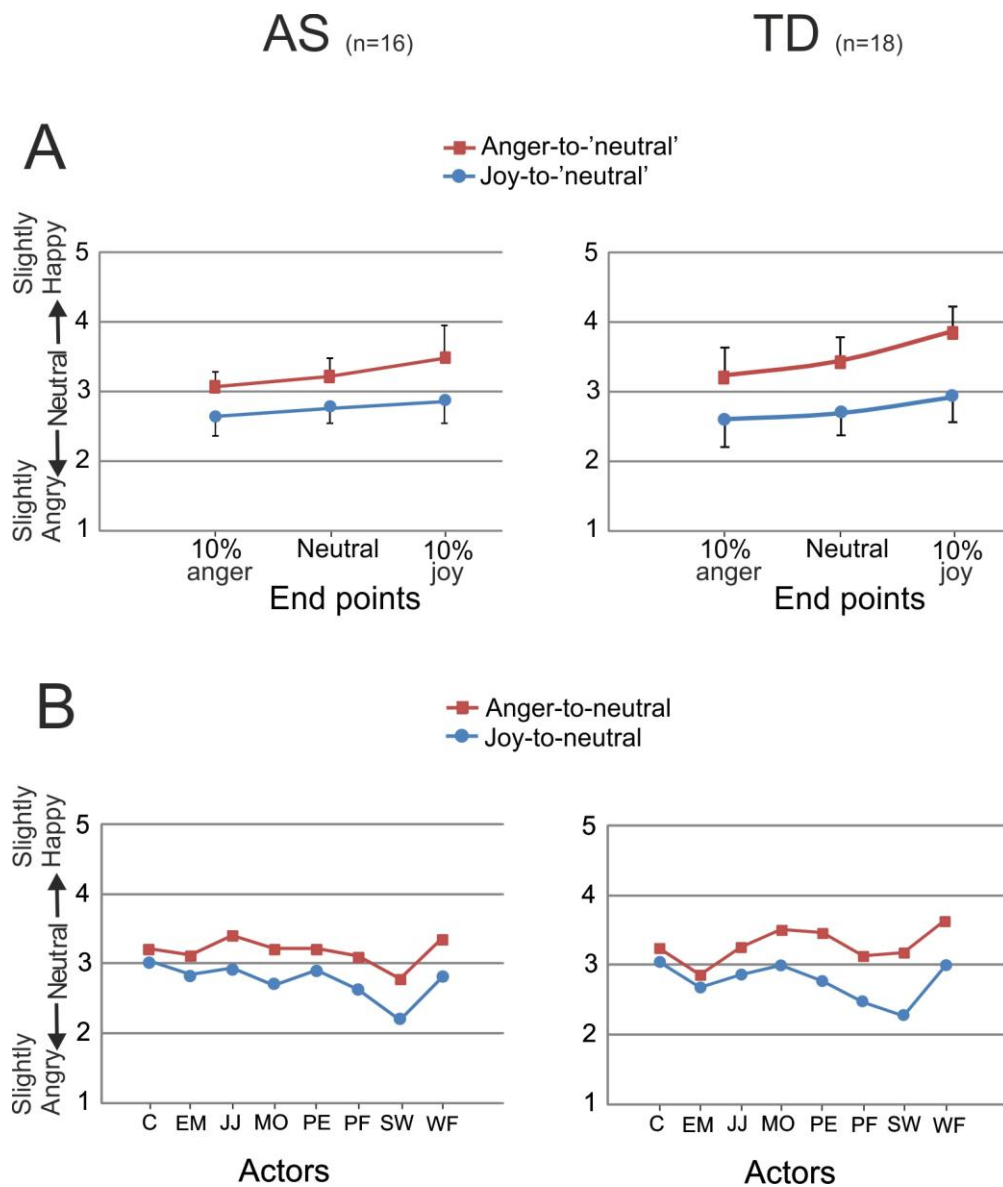 AS (n=16)
TD (n=18)
A
Anger-to-'neutral'
Joy-to-'neutral'
Slightly
Happy
Neutral
Slightly
Angry
5
4
3
2
1
10%
anger
Neutral
10%
joy
End points
5
4
3
2
1
10%
anger
Neutral
10%
joy
End points
B
Anger-to-neutral
Joy-to-neutral
Slightly
Happy
Neutral
Slightly
Angry
5
4
3
2
1
C EM JJ MO PE PF SW WF
Actors
5
4
3
2
1
C EM JJ MO PE PF SW WF
Actors